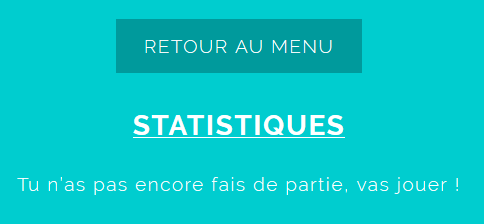 RETOUR AU MENU
STATISTIQUES
Tu n'as pas encore fais de partie, vas jouer !